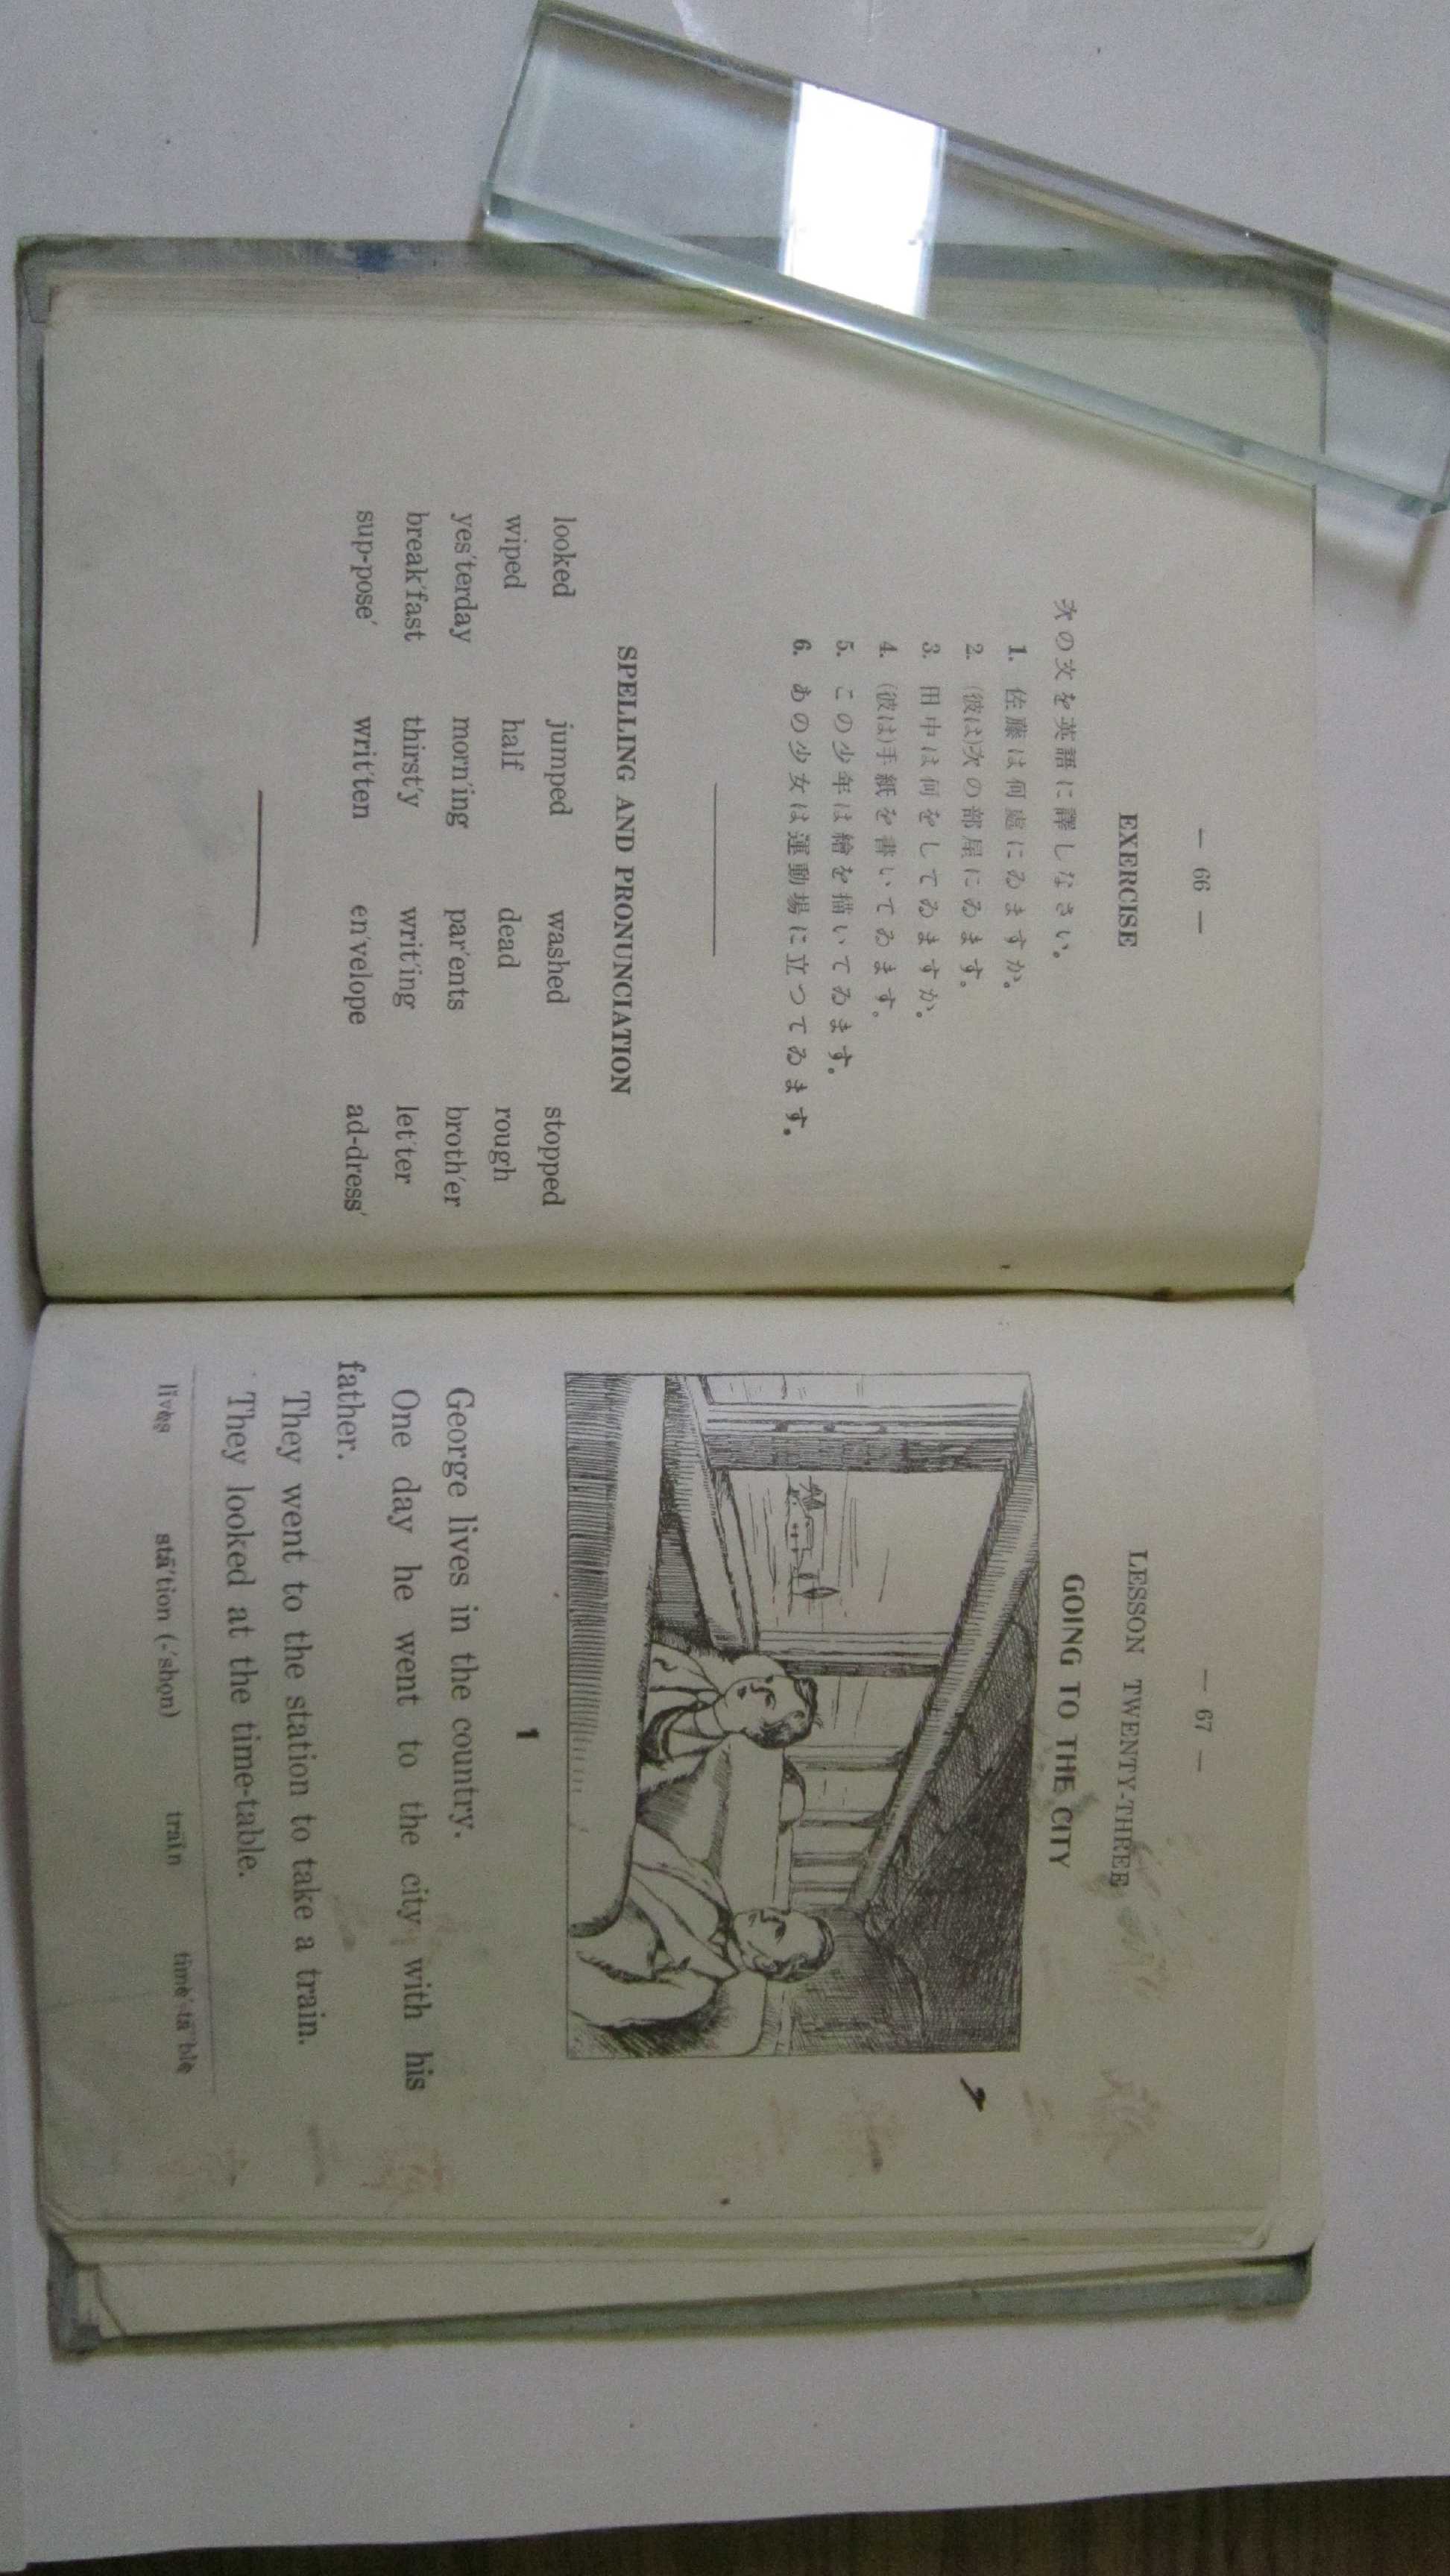 — 66 —
EXERCISE
次の文を英語に譯しなさい。
1. 佐藤は何處にゐますか。
2. (彼は)次の部屋にゐます。
3. 田中は何をしてゐますか。
4. (彼は)手紙を書いてゐます。
5. この少年は繪を描いてゐます。
6. あの少女は運動場に立つてゐます。
SPELLING AND PRONUNCIATION
looked jumped washed stopped
wiped half dead rough
yes′terday morn′ing par′ents broth′er
break′fast thirst′y writ′ing let′ter
sup-pose′ writ′ten en′velope ad-dress′
— 67 —
LESSON TWENTY-THREE
GOING TO THE CITY
1
George lives in the country.
One day he went to the city with his
father.
They went to the station to take a train.
They looked at the time-table.
lĭveṣ stā′tion (-′shọn) trāin tīme′-tā′ble